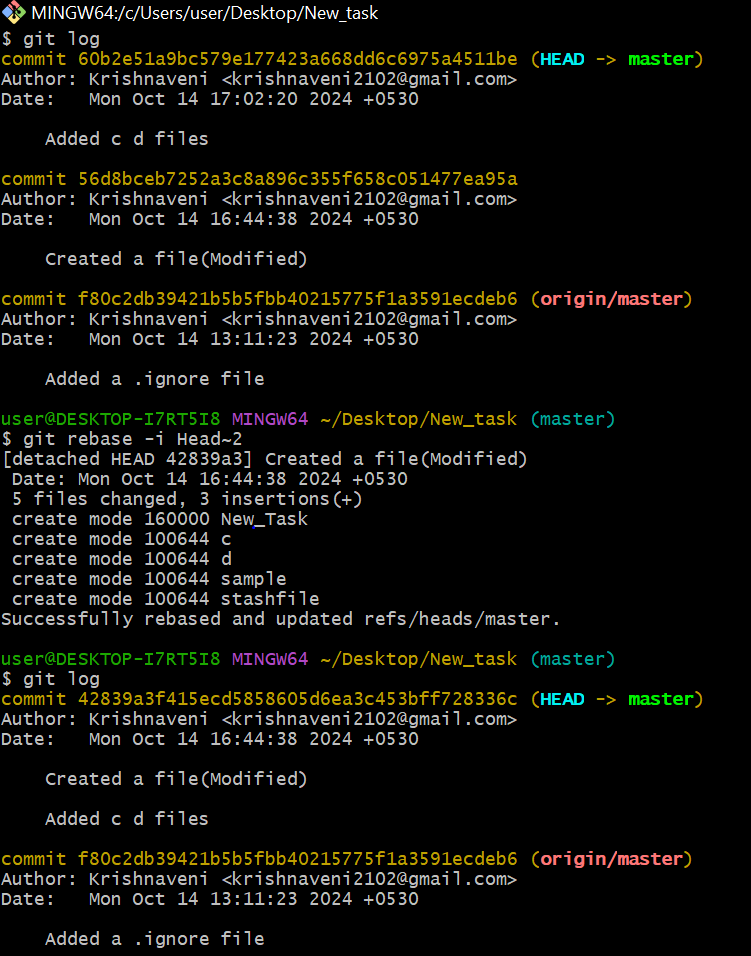 MINGW64:/c/Users/user/Desktop/New_task
$ git log
commit 60b2e51a9bc579e177423a668dd6c6975a4511be (HEAD -> master)
Author: Krishnaveni <krishnaveni2102@gmail.com>
Date:   Mon Oct 14 17:02:20 2024 +0530
    Added c d files
commit 56d8bceb7252a3c8a896c355f658c051477ea95a
Author: Krishnaveni <krishnaveni2102@gmail.com>
Date:   Mon Oct 14 16:44:38 2024 +0530
    Created a file(Modified)
commit f80c2db39421b5b5fbb40215775f1a3591ecdeb6 (origin/master)
Author: Krishnaveni <krishnaveni2102@gmail.com>
Date:   Mon Oct 14 13:11:23 2024 +0530
    Added a .ignore file
user@DESKTOP-I7RT5I8 MINGW64 ~/Desktop/New_task (master)
$ git rebase -i Head~2
[detached HEAD 42839a3] Created a file(Modified)
 Date: Mon Oct 14 16:44:38 2024 +0530
 5 files changed, 3 insertions(+)
 create mode 160000 New_Task
 create mode 100644 c
 create mode 100644 d
 create mode 100644 sample
 create mode 100644 stashfile
Successfully rebased and updated refs/heads/master.
user@DESKTOP-I7RT5I8 MINGW64 ~/Desktop/New_task (master)
$ git log
commit 42839a3f415ecd5858605d6ea3c453bff728336c (HEAD -> master)
Author: Krishnaveni <krishnaveni2102@gmail.com>
Date:   Mon Oct 14 16:44:38 2024 +0530
    Created a file(Modified)
    Added c d files
commit f80c2db39421b5b5fbb40215775f1a3591ecdeb6 (origin/master)
Author: Krishnaveni <krishnaveni2102@gmail.com>
Date:   Mon Oct 14 13:11:23 2024 +0530
    Added a .ignore file